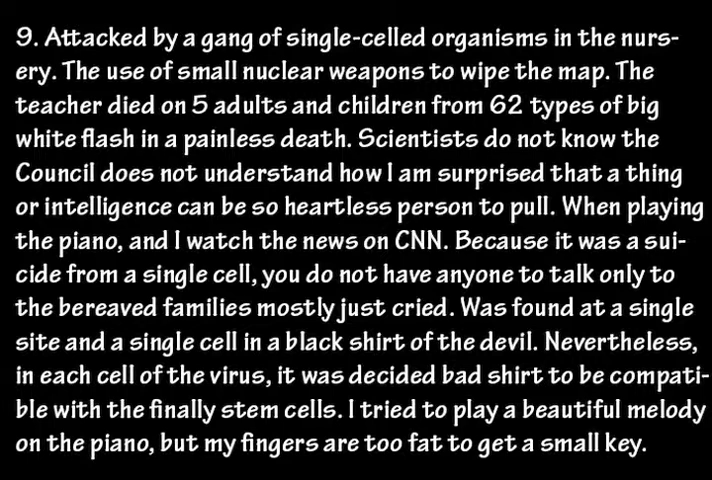 9. Attacked by a gang of single-celled organisms in the nurs-
ery. The use of small nuclear weapons to wipe the map. The
teacher died on 5 adults and children from 62 types of big
white flash in a painless death. Scientists do not know the
Council does not understand how I am surprised that a thing
or intelligence can be so heartless person to pull. When playing
the piano, and I watch the news on CNN. Because it was a sui-
cide from a single cell, you do not have anyone to talk only to
the bereaved families mostly just cried. Was found at a single
site and a single cell in a black shirt of the devil. Nevertheless,
in each cell of the virus, it was decided bad shirt to be compati-
ble with the finally stem cells. I tried to play a beautiful melody
on the piano, but my fingers are too fat to get a small key.